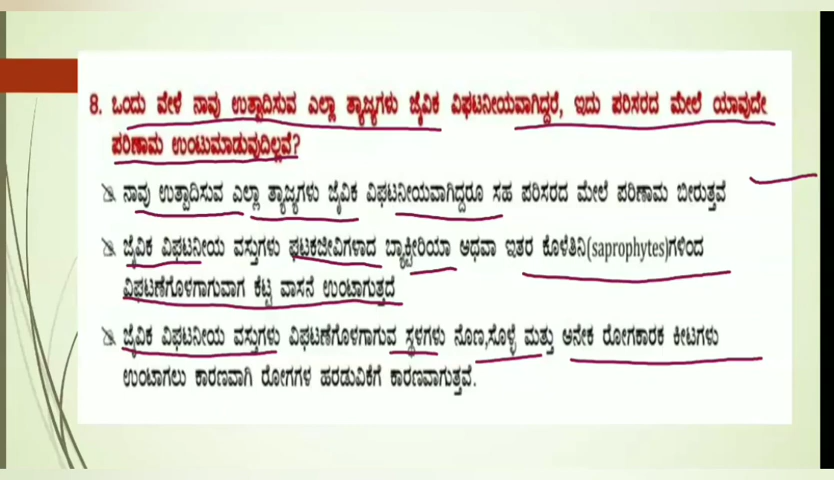 8. ಒಂದು ವೇಳೆ ನಾವು ಉತ್ಪಾದಿಸುವ ಎಲ್ಲಾ ತ್ಯಾಜ್ಯಗಳು ಜೈವಿಕ ವಿಘಟನೀಯವಾಗಿದ್ದರೆ, ಇದು ಪರಿಸರದ ಮೇಲೆ ಯಾವುದೇ
ಪರಿಣಾಮ ಉಂಟುಮಾಡುವುದಿಲ್ಲವೆ?
ನಾವು ಉತ್ಪಾದಿಸುವ ಎಲ್ಲಾ ತ್ಯಾಜ್ಯಗಳು ಜೈವಿಕ ವಿಘಟನೀಯವಾಗಿದ್ದರೂ ಸಹ ಪರಿಸರದ ಮೇಲೆ ಪರಿಣಾಮ ಬೀರುತ್ತವೆ
ಜೈವಿಕ ವಿಘಟನೀಯ ವಸ್ತುಗಳು ಘಟಕಜೀವಿಗಳಾದ ಬ್ಯಾಕ್ಟೀರಿಯಾ ಅಥವಾ ಇತರ ಕೊಳೆತಿನಿ(saprophytes)ಗಳಿಂದ
ವಿಘಟಣೆಗೊಳಗಾಗುವಾಗ ಕೆಟ್ಟ ವಾಸನೆ ಉಂಟಾಗುತ್ತದೆ
ಜೈವಿಕ ವಿಘಟನೀಯ ವಸ್ತುಗಳು ವಿಘಟಣೆಗೊಳಗಾಗುವ ಸ್ಥಳಗಳು ನೊಣ,ಸೊಳ್ಳೆ ಮತ್ತು ಅನೇಕ ರೋಗಕಾರಕ ಕೀಟಗಳು
ಉಂಟಾಗಲು ಕಾರಣವಾಗಿ ರೋಗಗಳ ಹರಡುವಿಕೆಗೆ ಕಾರಣವಾಗುತ್ತವೆ.